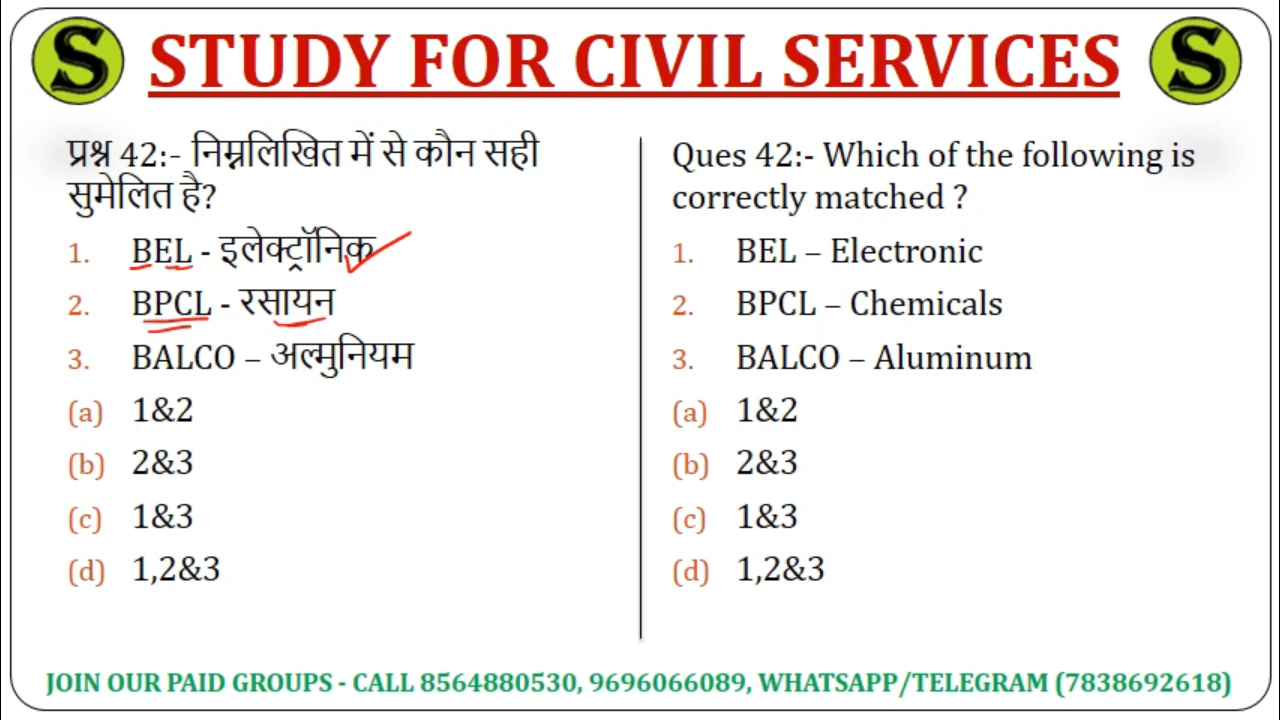 S STUDY FOR CIVIL SERVICES S
प्रश्न 42:- निम्नलिखित में से कौन सही
सुमेलित है?
1. BEL - इलेक्ट्रॉनिक
2. BPCL - रसायन
3. BALCO – अल्मुनियम
(a) 1&2
(b) 2&3
(c) 1&3
(d) 1,2&3
Ques 42:- Which of the following is
correctly matched ?
1. BEL – Electronic
2. BPCL – Chemicals
3. BALCO – Aluminum
(a) 1&2
(b) 2&3
(c) 1&3
(d) 1,2&3
JOIN OUR PAID GROUPS - CALL 8564880530, 9696066089, WHATSAPP/TELEGRAM (7838692618)